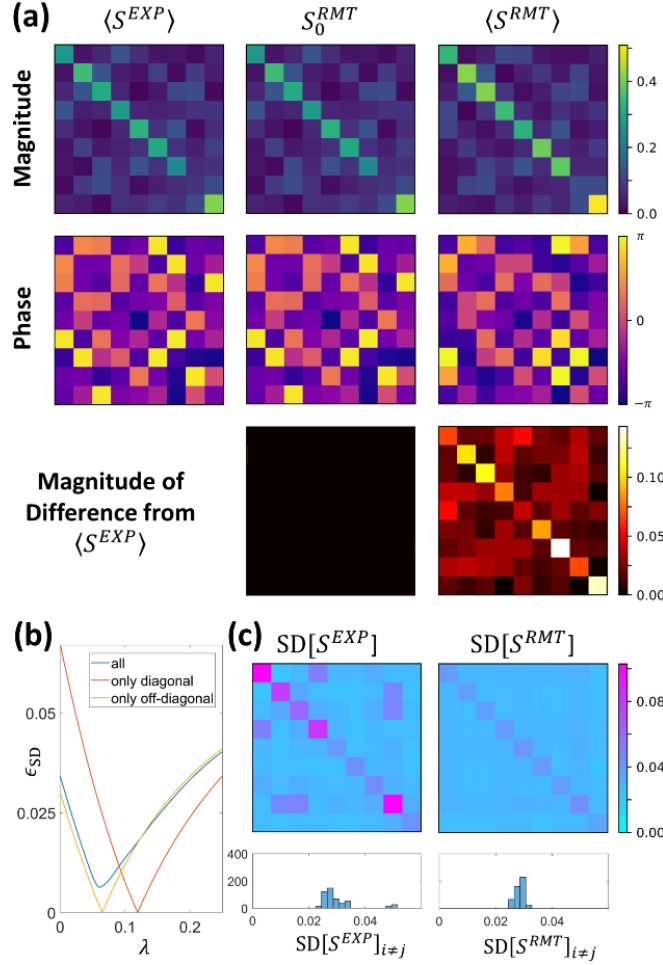 (a)
⟨S^{EXP}⟩ S_0^{RMT} ⟨S^{RMT}⟩
Magnitude
0.4
0.2
0.0
Phase
π
0
−π
Magnitude of
Difference from
⟨S^{EXP}⟩
0.10
0.05
0.00
(b)
all
only diagonal
only off-diagonal
0.05
0.025
0
ϵ_{SD}
0 0.1 0.2
λ
(c)
SD[S^{EXP}] SD[S^{RMT}]
0.08
0.04
0.00
400
200
0
0 0.02 0.04
0 0.02 0.04
SD[S^{EXP}]_{i≠j} SD[S^{RMT}]_{i≠j}